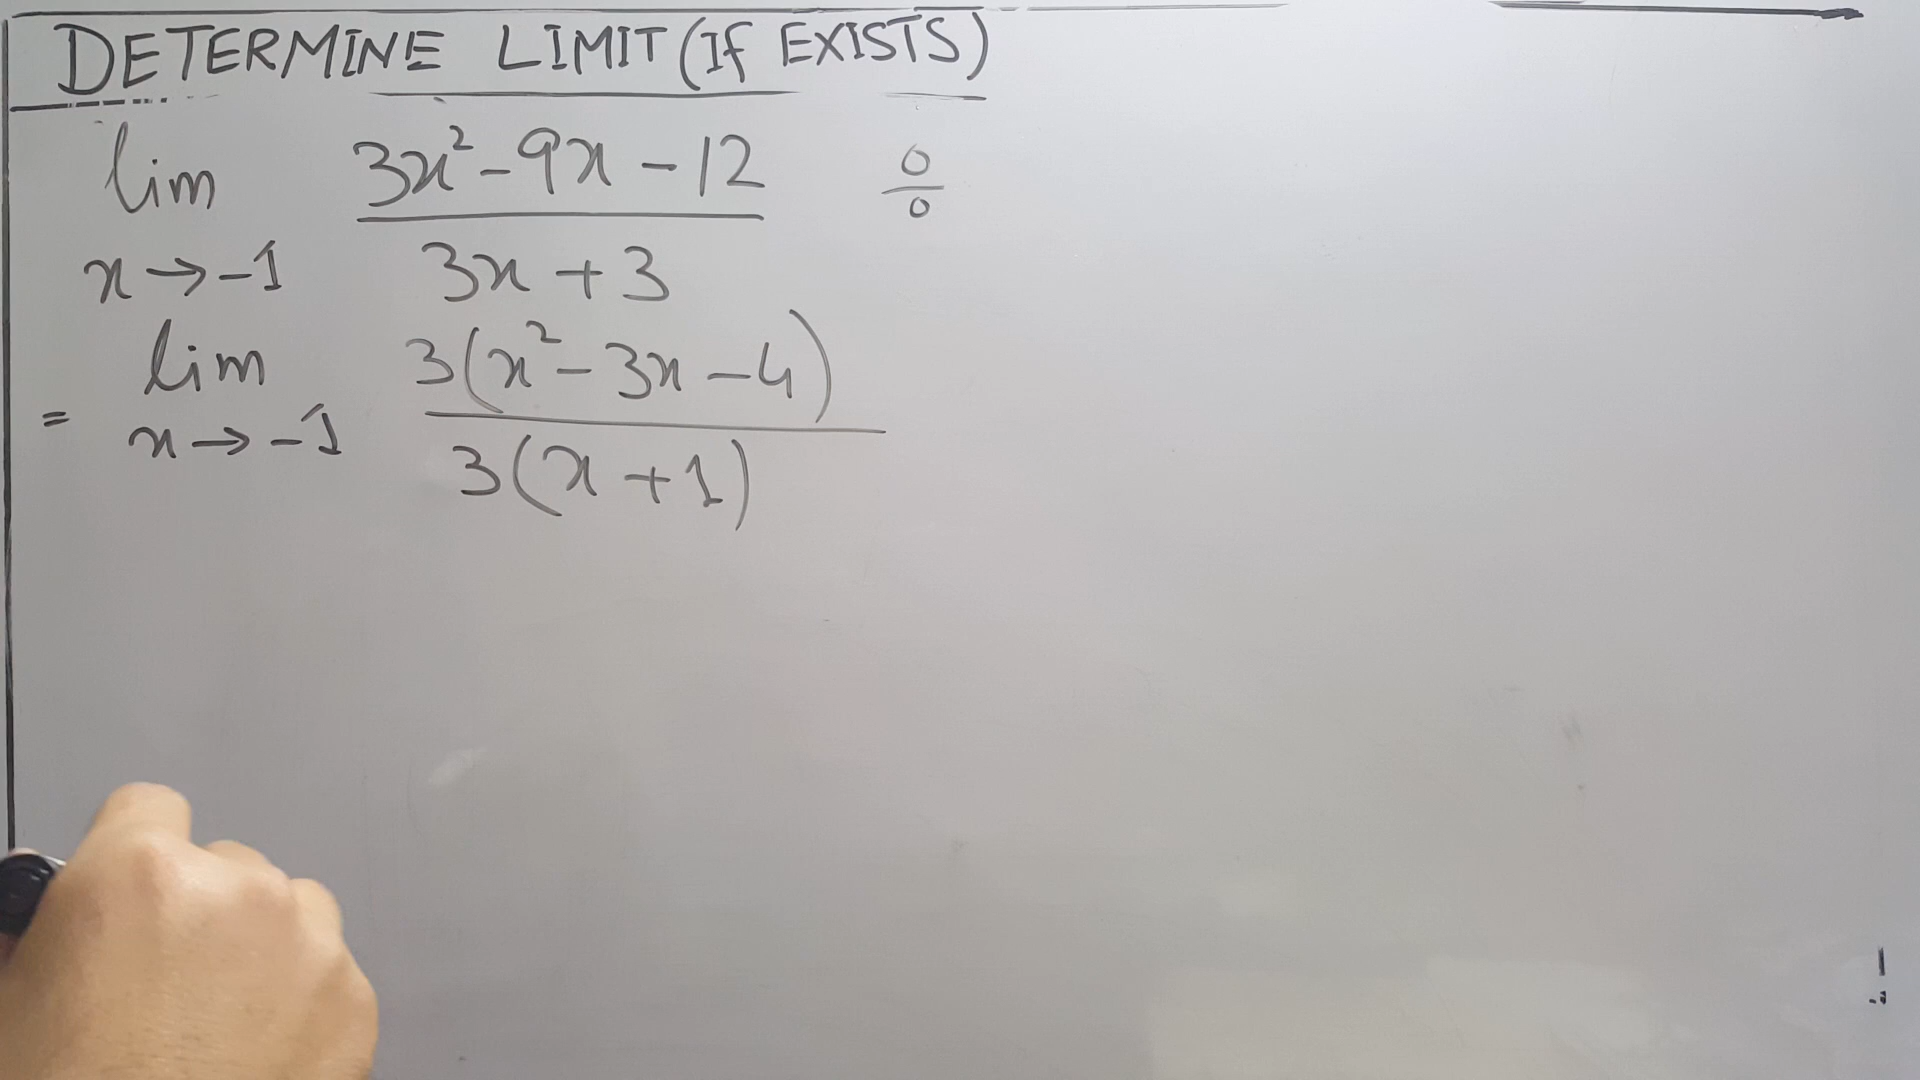 DETERMINE LIMIT (If EXISTS)
lim 3x²-9x-12 0
x→-1 3x+3 0
lim 3(x²-3x-4)
= x→-1 3(x+1)